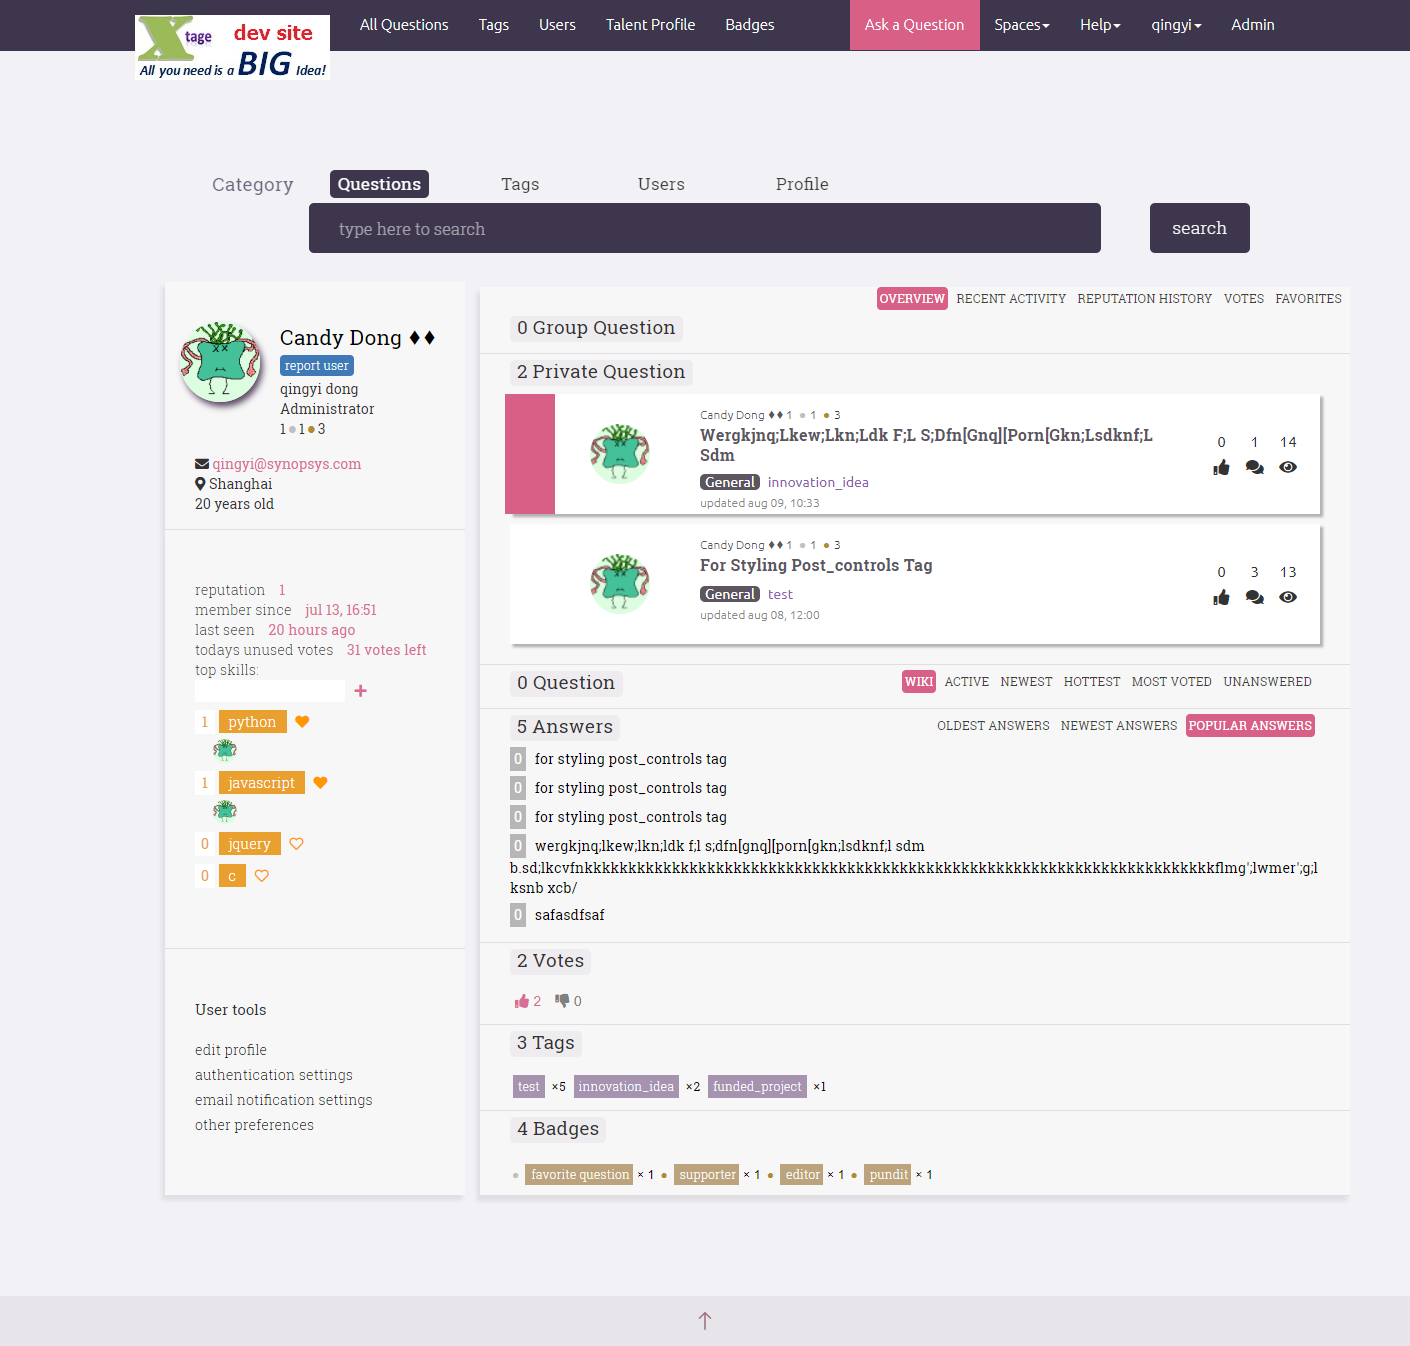 X tage dev site
All you need is a BIG Idea!
All Questions Tags Users Talent Profile Badges Ask a Question Spaces Help qingyi Admin
Category Questions Tags Users Profile
type here to search search
Candy Dong ♦♦
report user
qingyi dong
Administrator
1 ● 1 ● 3
qingyi@synopsys.com
Shanghai
20 years old
reputation 1
member since jul 13, 16:51
last seen 20 hours ago
todays unused votes 31 votes left
top skills:
+
1 python
1 javascript
0 jquery
0 c
User tools
edit profile
authentication settings
email notification settings
other preferences
OVERVIEW RECENT ACTIVITY REPUTATION HISTORY VOTES FAVORITES
0 Group Question
2 Private Question
Candy Dong ♦♦ 1 ● 1 ● 3
Wergkjnq;Lkew;Lkn;Ldk F;L S;Dfn[Gnq][Porn[Gkn;Lsdknf;L
Sdm
General innovation_idea
updated aug 09, 10:33
0 1 14
Candy Dong ♦♦ 1 ● 1 ● 3
For Styling Post_controls Tag
General test
updated aug 08, 12:00
0 3 13
0 Question WIKI ACTIVE NEWEST HOTTEST MOST VOTED UNANSWERED
5 Answers OLDEST ANSWERS NEWEST ANSWERS POPULAR ANSWERS
0 for styling post_controls tag
0 for styling post_controls tag
0 for styling post_controls tag
0 wergkjnq;lkew;lkn;ldk f;l s;dfn[gnq][porn[gkn;lsdknf;l sdm
b.sd;lkcvfnkkkkkkkkkkkkkkkkkkkkkkkkkkkkkkkkkkkkkkkkkkkkkkkkkkkkkkkkkkkkkkkkkkkkkkkkkkflmg';lwmer';g;l
ksnb xcb/
0 safasdfsaf
2 Votes
2 0
3 Tags
test ×5 innovation_idea ×2 funded_project ×1
4 Badges
● favorite question × 1 ● supporter × 1 ● editor × 1 ● pundit × 1
↑